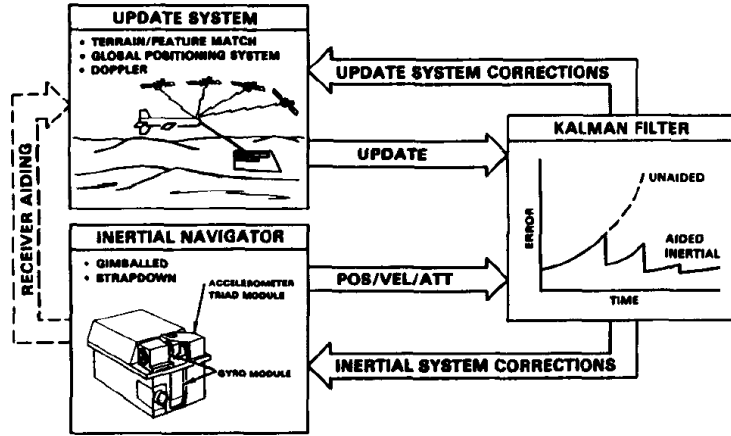 UPDATE SYSTEM
• TERRAIN/FEATURE MATCH
• GLOBAL POSITIONING SYSTEM
• DOPPLER
UPDATE SYSTEM CORRECTIONS
KALMAN FILTER
UPDATE
UNAIDED
AIDED
INERTIAL
ERROR
TIME
RECEIVER AIDING
INERTIAL NAVIGATOR
• GIMBALLED
• STRAPDOWN
ACCELEROMETER
TRIAD MODULE
GYRO MODULE
POS/VEL/ATT
INERTIAL SYSTEM CORRECTIONS